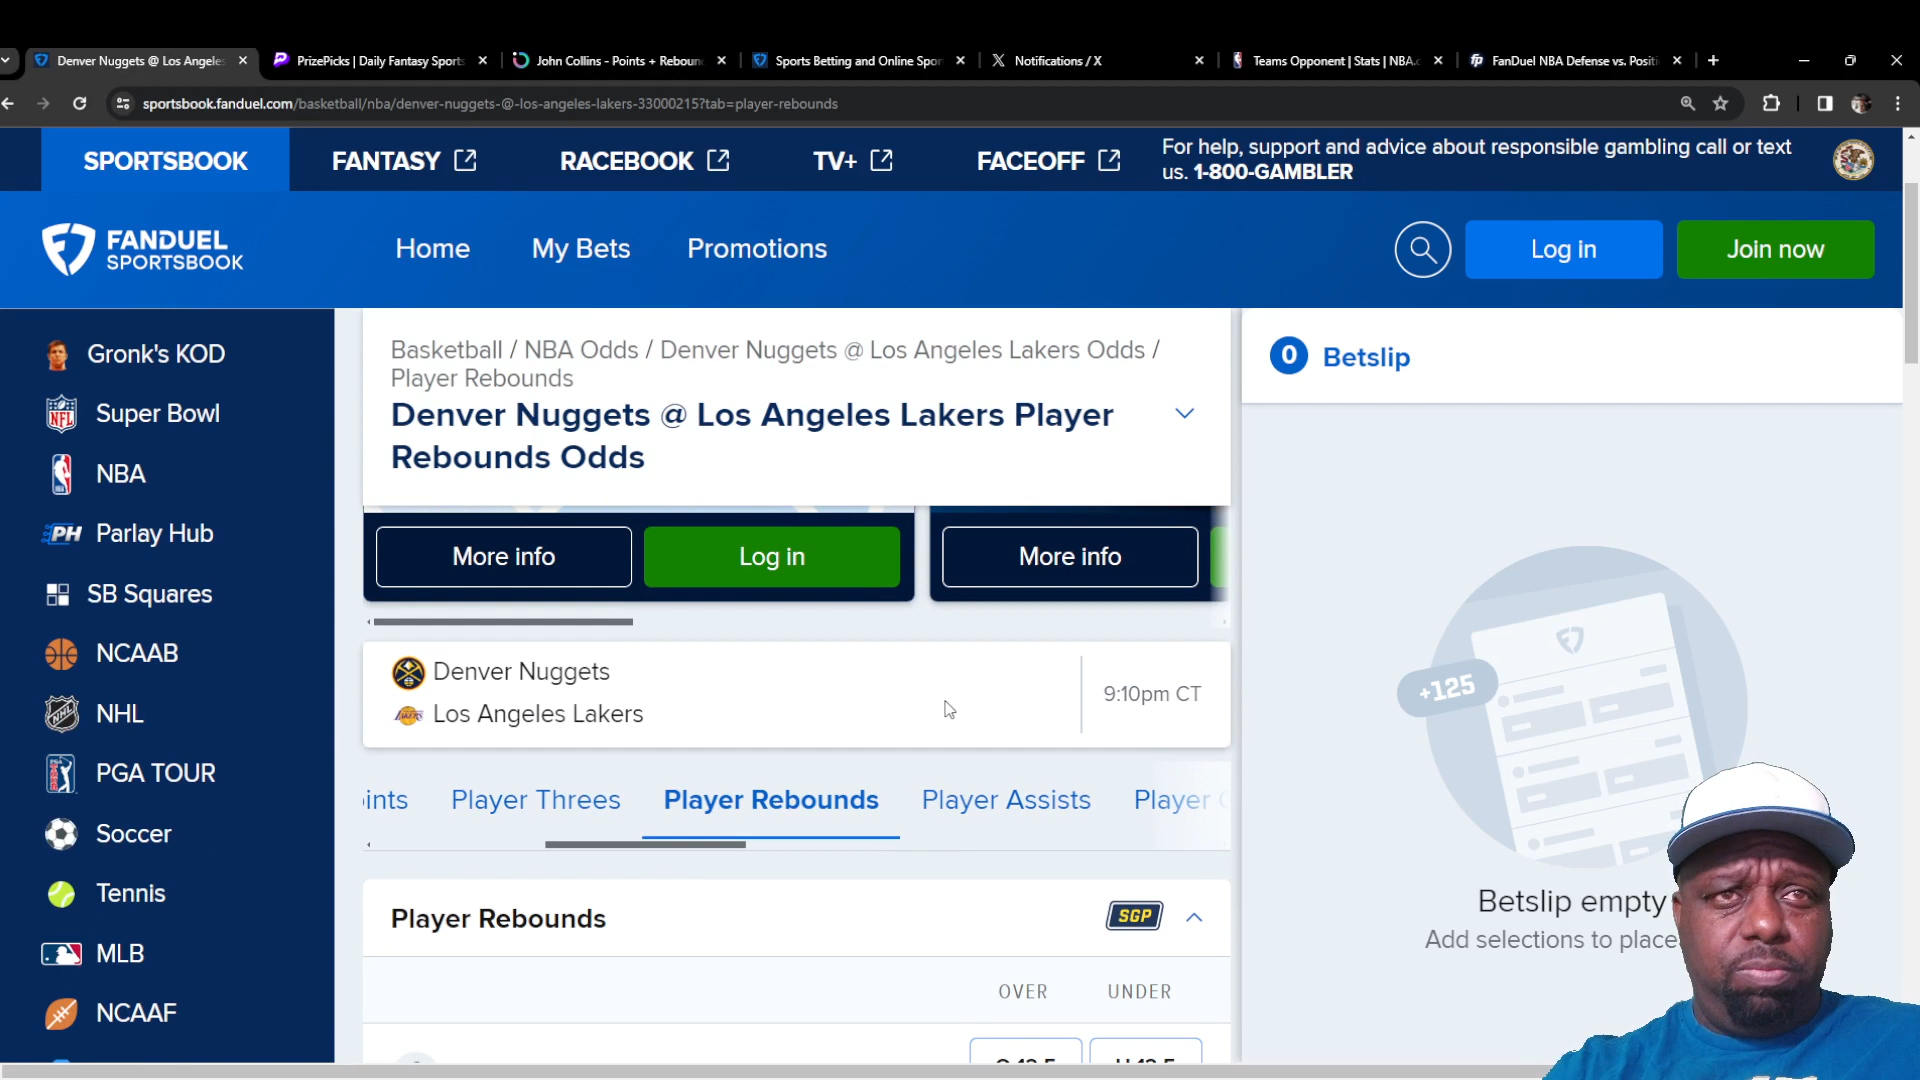 Denver Nuggets @ Los Angeles
PrizePicks | Daily Fantasy Sports
John Collins - Points + Reboun
Sports Betting and Online Spor
Notifications / X
Teams Opponent | Stats | NBA.
FanDuel NBA Defense vs. Positi
sportsbook.fanduel.com/basketball/nba/denver-nuggets-@-los-angeles-lakers-33000215?tab=player-rebounds
SPORTSBOOK
FANTASY
RACEBOOK
TV+
FACEOFF
For help, support and advice about responsible gambling call or text
us. 1-800-GAMBLER
FANDUEL
SPORTSBOOK
Home
My Bets
Promotions
Log in
Join now
Gronk's KOD
Super Bowl
NBA
PH Parlay Hub
SB Squares
NCAAB
NHL
PGA TOUR
Soccer
Tennis
MLB
NCAAF
Basketball / NBA Odds / Denver Nuggets @ Los Angeles Lakers Odds /
Player Rebounds
Denver Nuggets @ Los Angeles Lakers Player
Rebounds Odds
More info
Log in
More info
Denver Nuggets
Los Angeles Lakers
9:10pm CT
ints
Player Threes
Player Rebounds
Player Assists
Player
Player Rebounds
SGP
OVER
UNDER
0 Betslip
+125
Betslip empty
Add selections to place